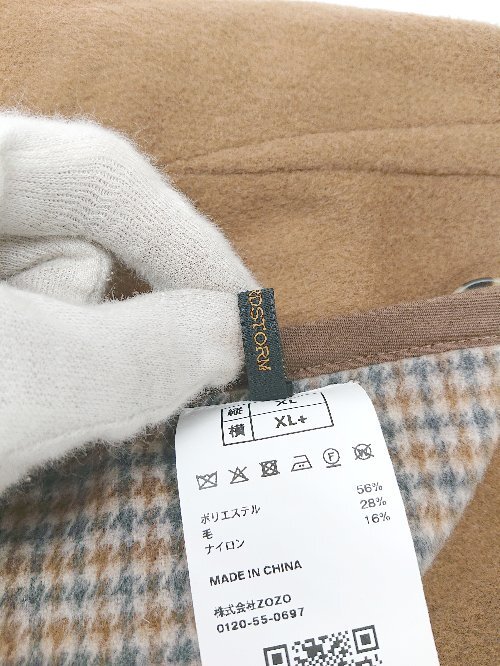 RDSTORM
縦 XL
横 XL+
ポリエステル 56%
毛 28%
ナイロン 16%
MADE IN CHINA
株式会社ZOZO
0120-55-0697